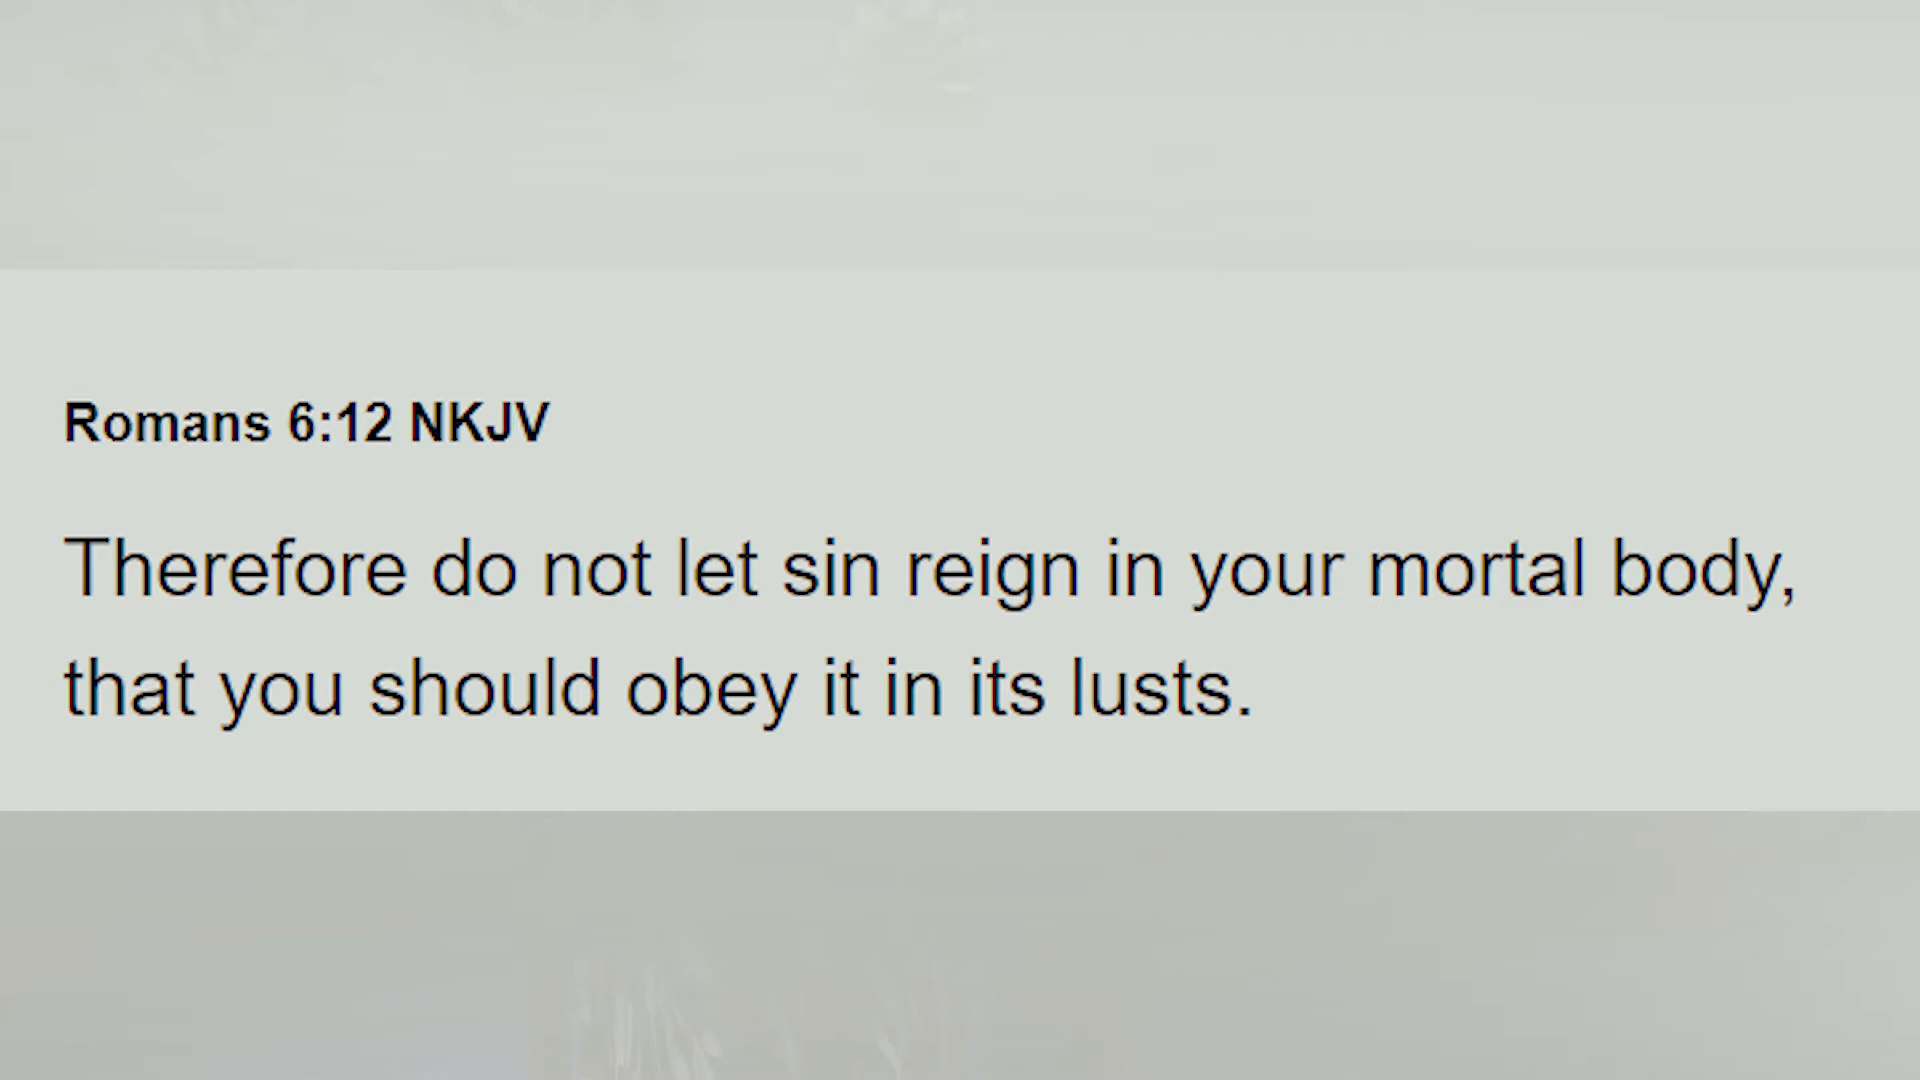 Romans 6:12 NKJV
Therefore do not let sin reign in your mortal body,
that you should obey it in its lusts.